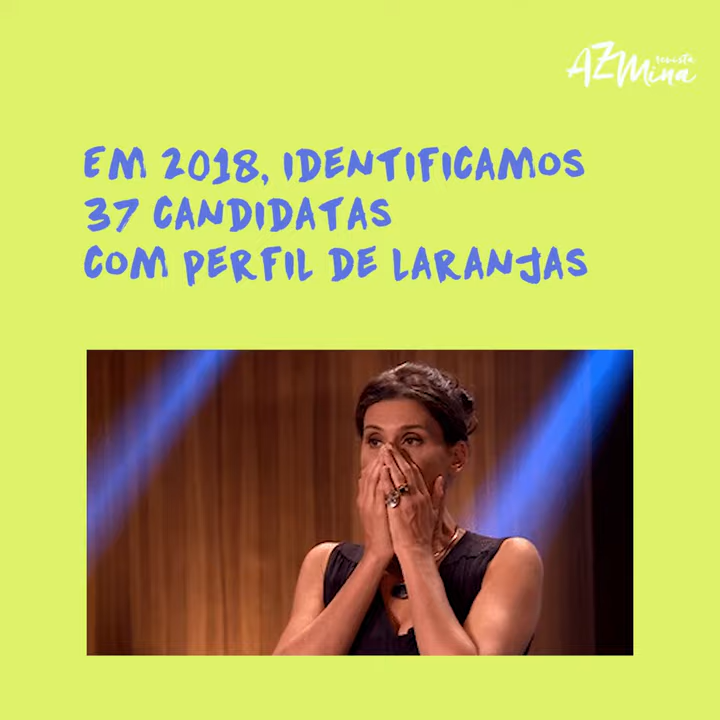 revista
AZMina
EM 2018, IDENTIFICAMOS
37 CANDIDATAS
COM PERFIL DE LARANJAS